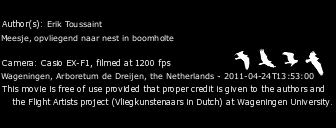 Author(s): Erik Toussaint
Meesje, opvliegend naar nest in boomholte
Camera: Casio EX-F1, filmed at 1200 fps
Wageningen, Arboretum de Dreijen, the Netherlands - 2011-04-24T13:53:00
This movie is free of use provided that proper credit is given to the authors and
the Flight Artists project (Vliegkunstenaars in Dutch) at Wageningen University.